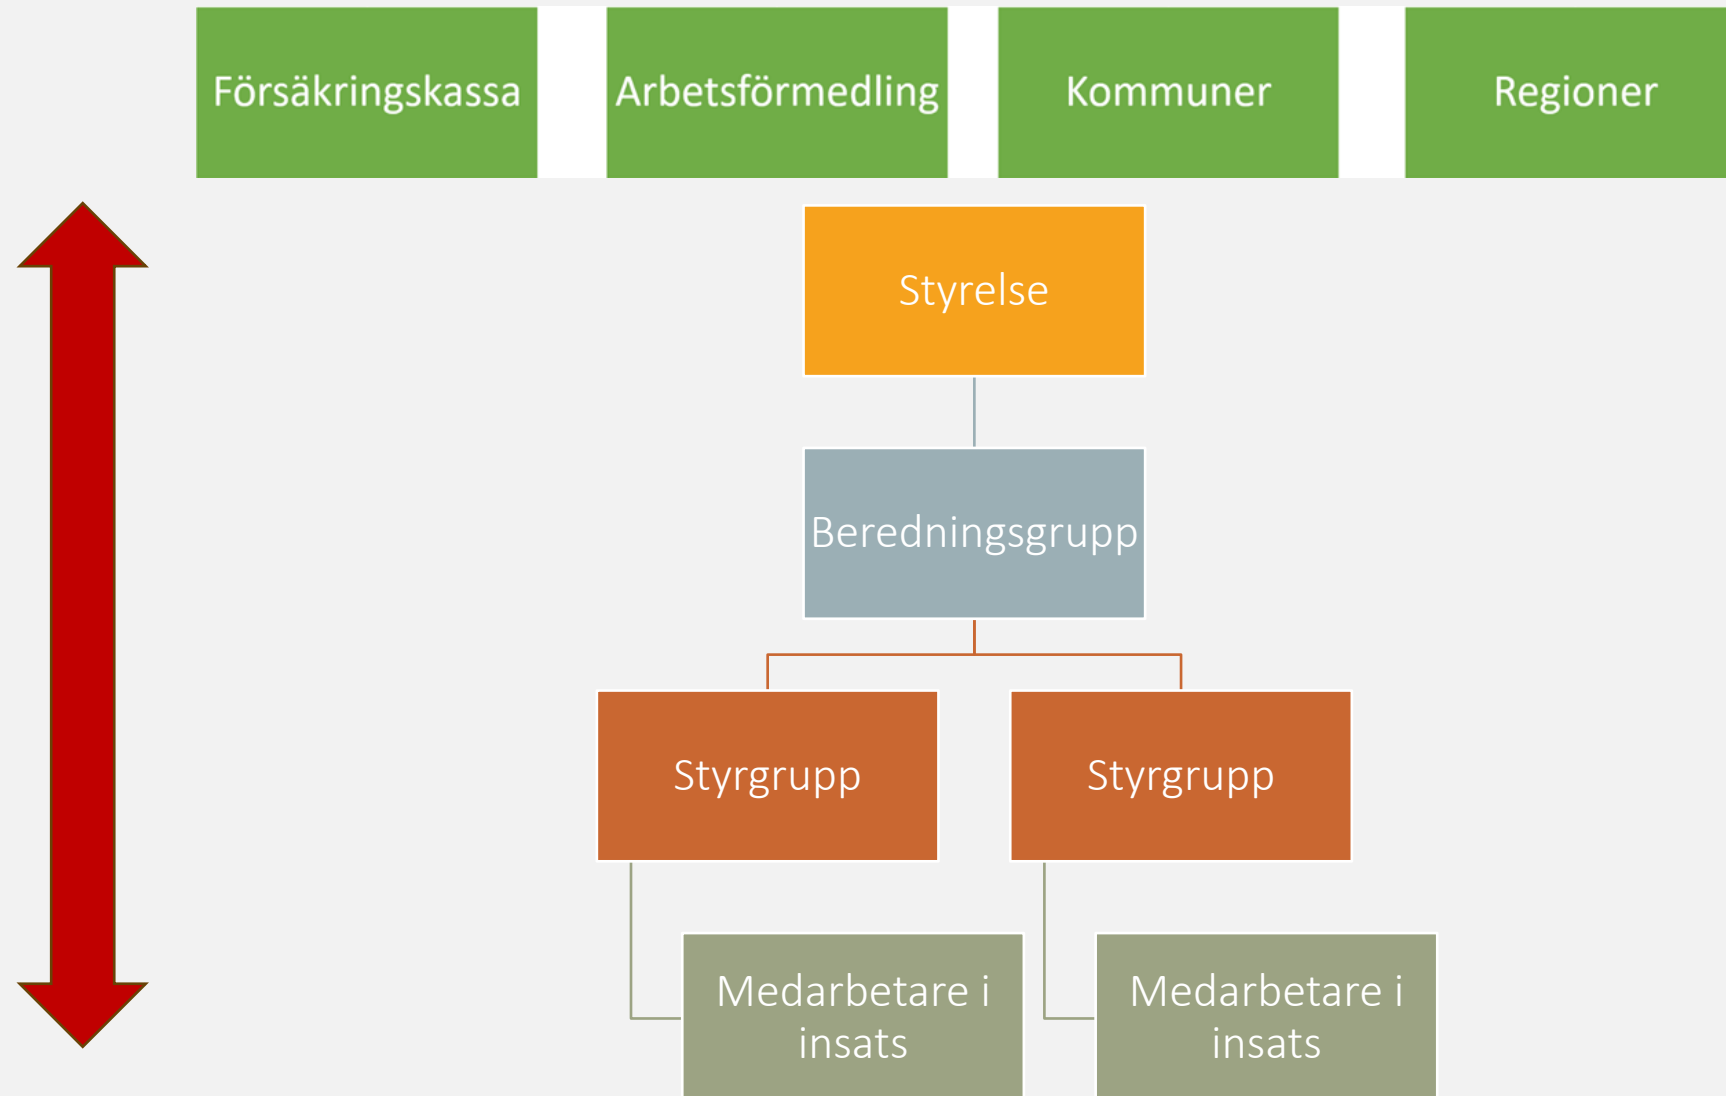 Försäkringskassa
Arbetsförmedling
Kommuner
Regioner
Styrelse
Beredningsgrupp
Styrgrupp
Styrgrupp
Medarbetare i
insats
Medarbetare i
insats